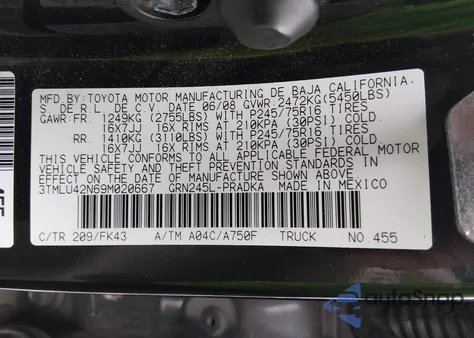 MFD.BY:TOYOTA MOTOR MANUFACTURING DE BAJA CALIFORNIA,
S DE R.L. DE C.V. DATE 06/08 GVWR:2472KG(5450LBS)
GAWR:FR. 1249KG (2755LBS) WITH P245/75R16 TIRES
16X7JJ 16X RIMS AT 210KPA (30PSI) COLD.
RR. 1410KG (3110LBS) WITH P245/75R16 TIRES
16X7JJ 16X RIMS AT 210KPA (30PSI) COLD.
THIS VEHICLE CONFORMS TO ALL APPLICABLE FEDERAL MOTOR
VEHICLE SAFETY, BUMPER AND THEFT PREVENTION STANDARDS IN
EFFECT ON THE DATE OF MANUFACTURE SHOWN ABOVE.
3TMLU42N69M020667 GRN245L-PRADKA MADE IN MEXICO
C/TR 209/FK43 A/TM A04C/A750F TRUCK NO.455
autoSnap